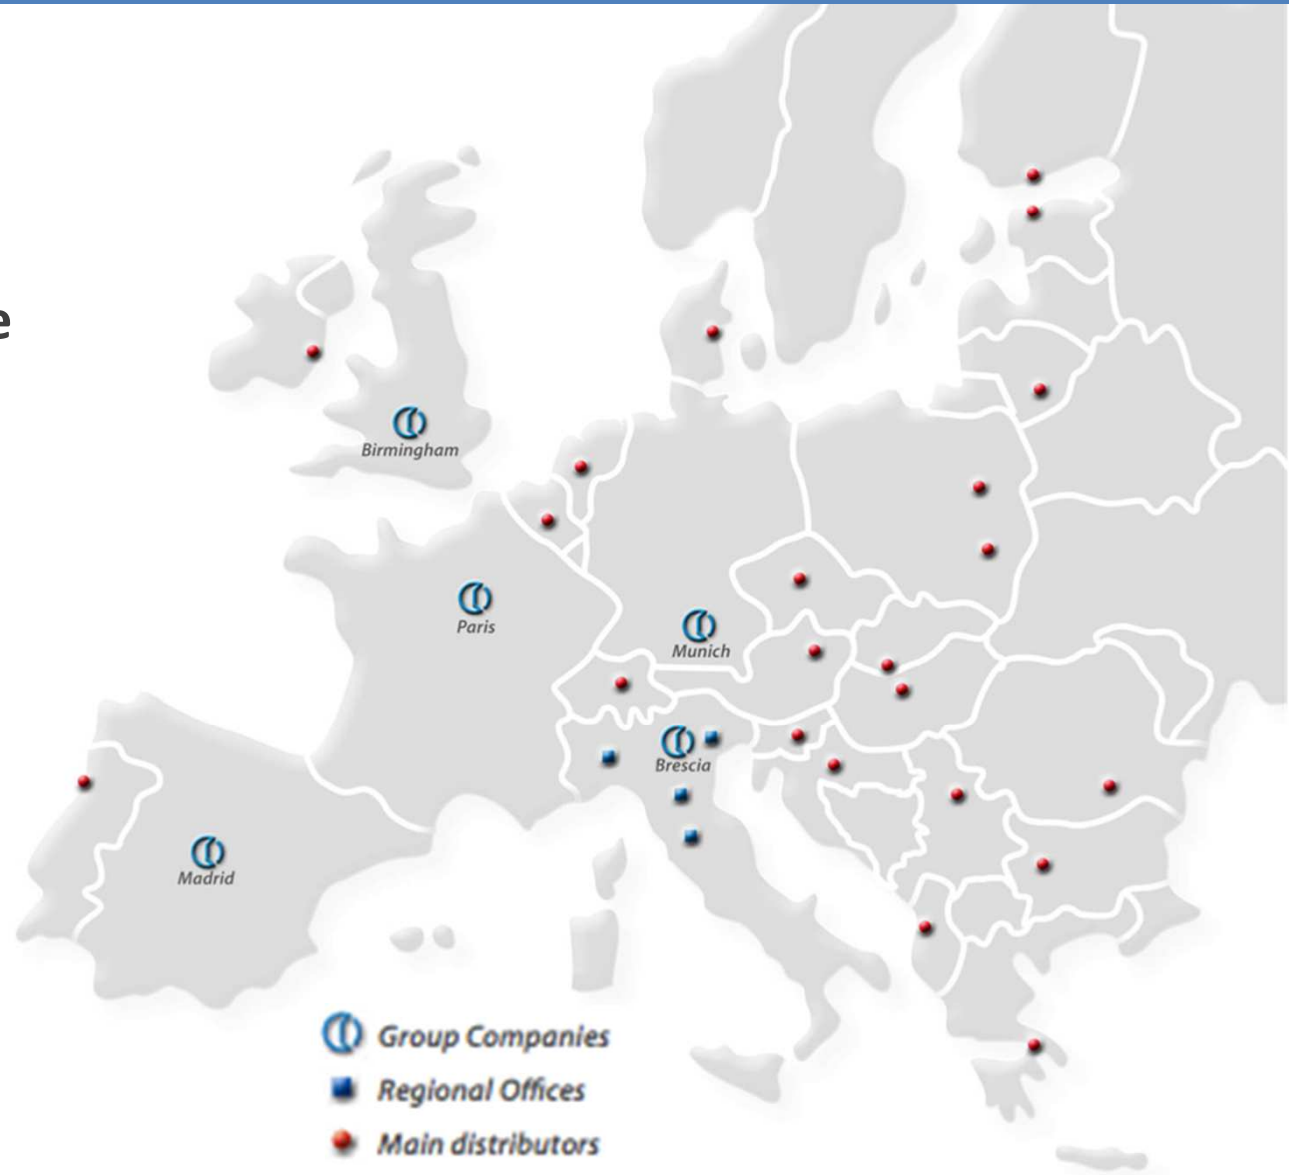 e
Birmingham
Paris
Munich
Brescia
Madrid
Group Companies
Regional Offices
Main distributors